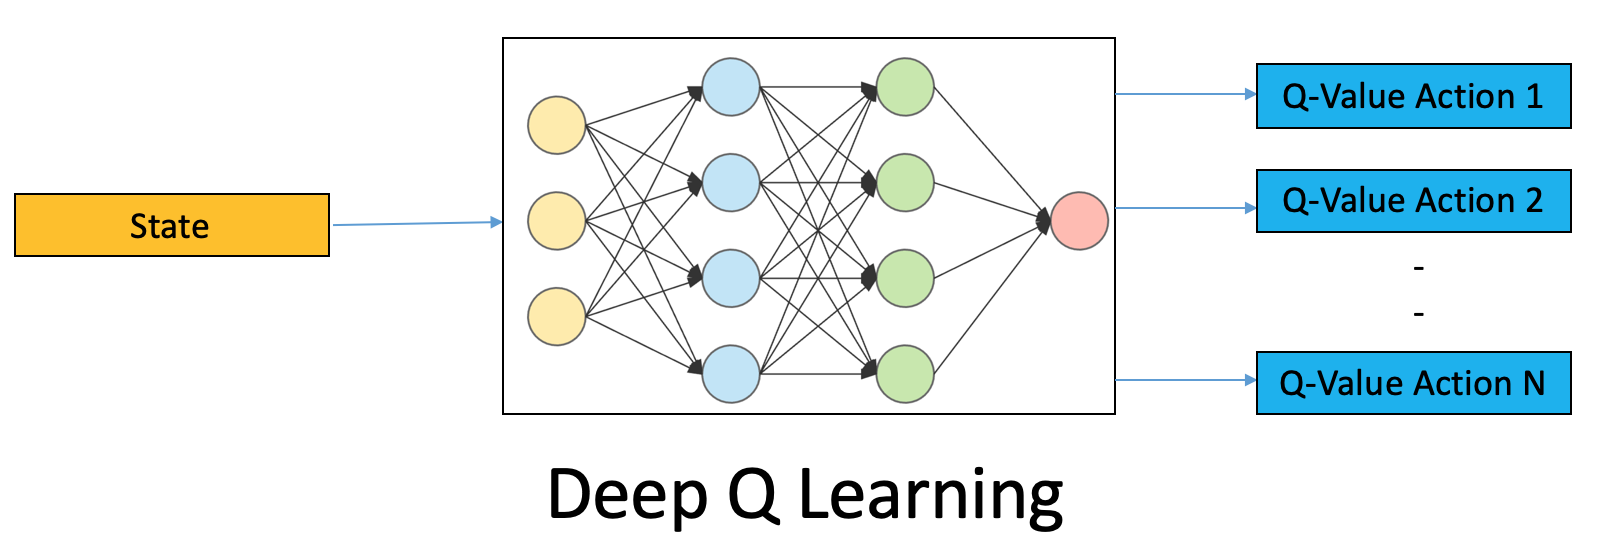 State
Q-Value Action 1
Q-Value Action 2
-
-
Q-Value Action N
Deep Q Learning